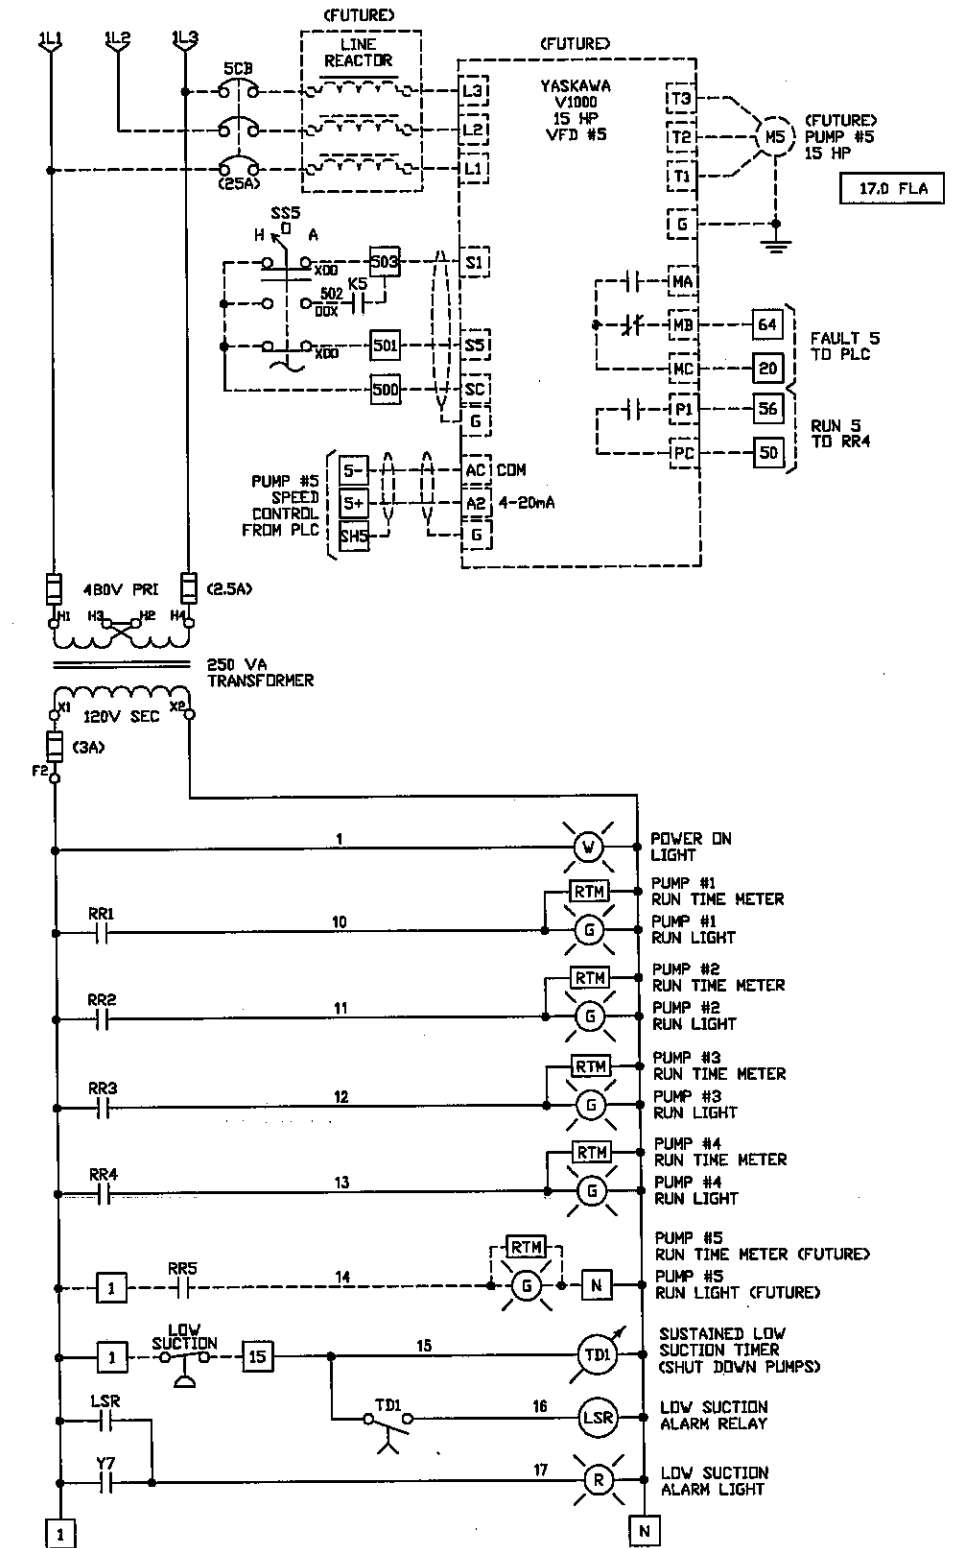 (FUTURE)
1L1
1L2
1L3
LINE
REACTOR
(FUTURE)
5CB
L3
YASKAWA
V1000
15 HP
VFD #5
T3
L2
T2
M5
(FUTURE)
PUMP #5
15 HP
(25A)
L1
T1
17.0 FLA
SS5
H
A
G
XOO
503
S1
MA
502
OOX
K5
MB
64
FAULT 5
TO PLC
XOO
501
S5
MC
20
500
SC
P1
56
RUN 5
TO RR4
G
PC
50
PUMP #5
SPEED
CONTROL
FROM PLC
5-
AC
COM
5+
A2
4-20mA
SH5
G
480V PRI
(2.5A)
H1
H3
H2
H4
250 VA
TRANSFORMER
X1
120V SEC
X2
(3A)
F2
1
W
POWER ON
LIGHT
RTM
PUMP #1
RUN TIME METER
RR1
10
G
PUMP #1
RUN LIGHT
RTM
PUMP #2
RUN TIME METER
RR2
11
G
PUMP #2
RUN LIGHT
RTM
PUMP #3
RUN TIME METER
RR3
12
G
PUMP #3
RUN LIGHT
RTM
PUMP #4
RUN TIME METER
RR4
13
G
PUMP #4
RUN LIGHT
RTM
PUMP #5
RUN TIME METER (FUTURE)
1
RR5
14
G
N
PUMP #5
RUN LIGHT (FUTURE)
1
LOW
SUCTION
15
15
TD1
SUSTAINED LOW
SUCTION TIMER
(SHUT DOWN PUMPS)
LSR
TD1
16
LSR
LOW SUCTION
ALARM RELAY
Y7
17
R
LOW SUCTION
ALARM LIGHT
1
N